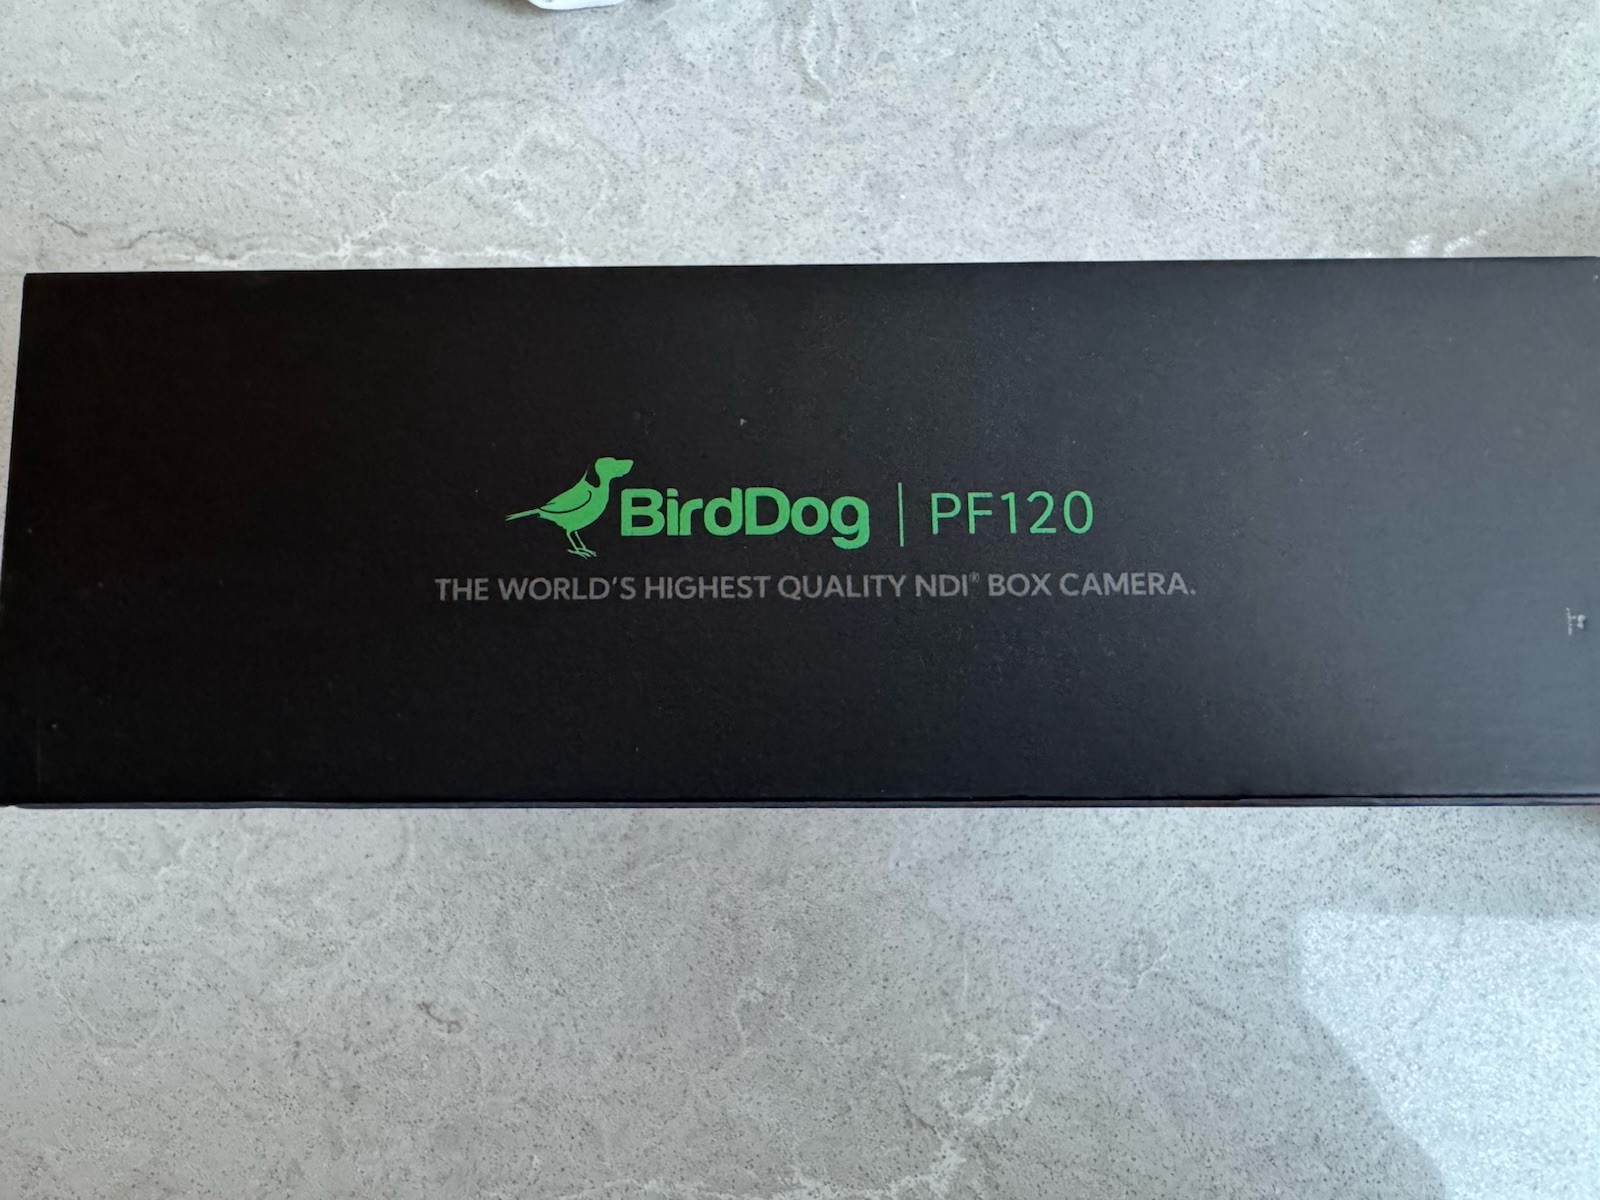 BirdDog | PF120
THE WORLD'S HIGHEST QUALITY NDI® BOX CAMERA.